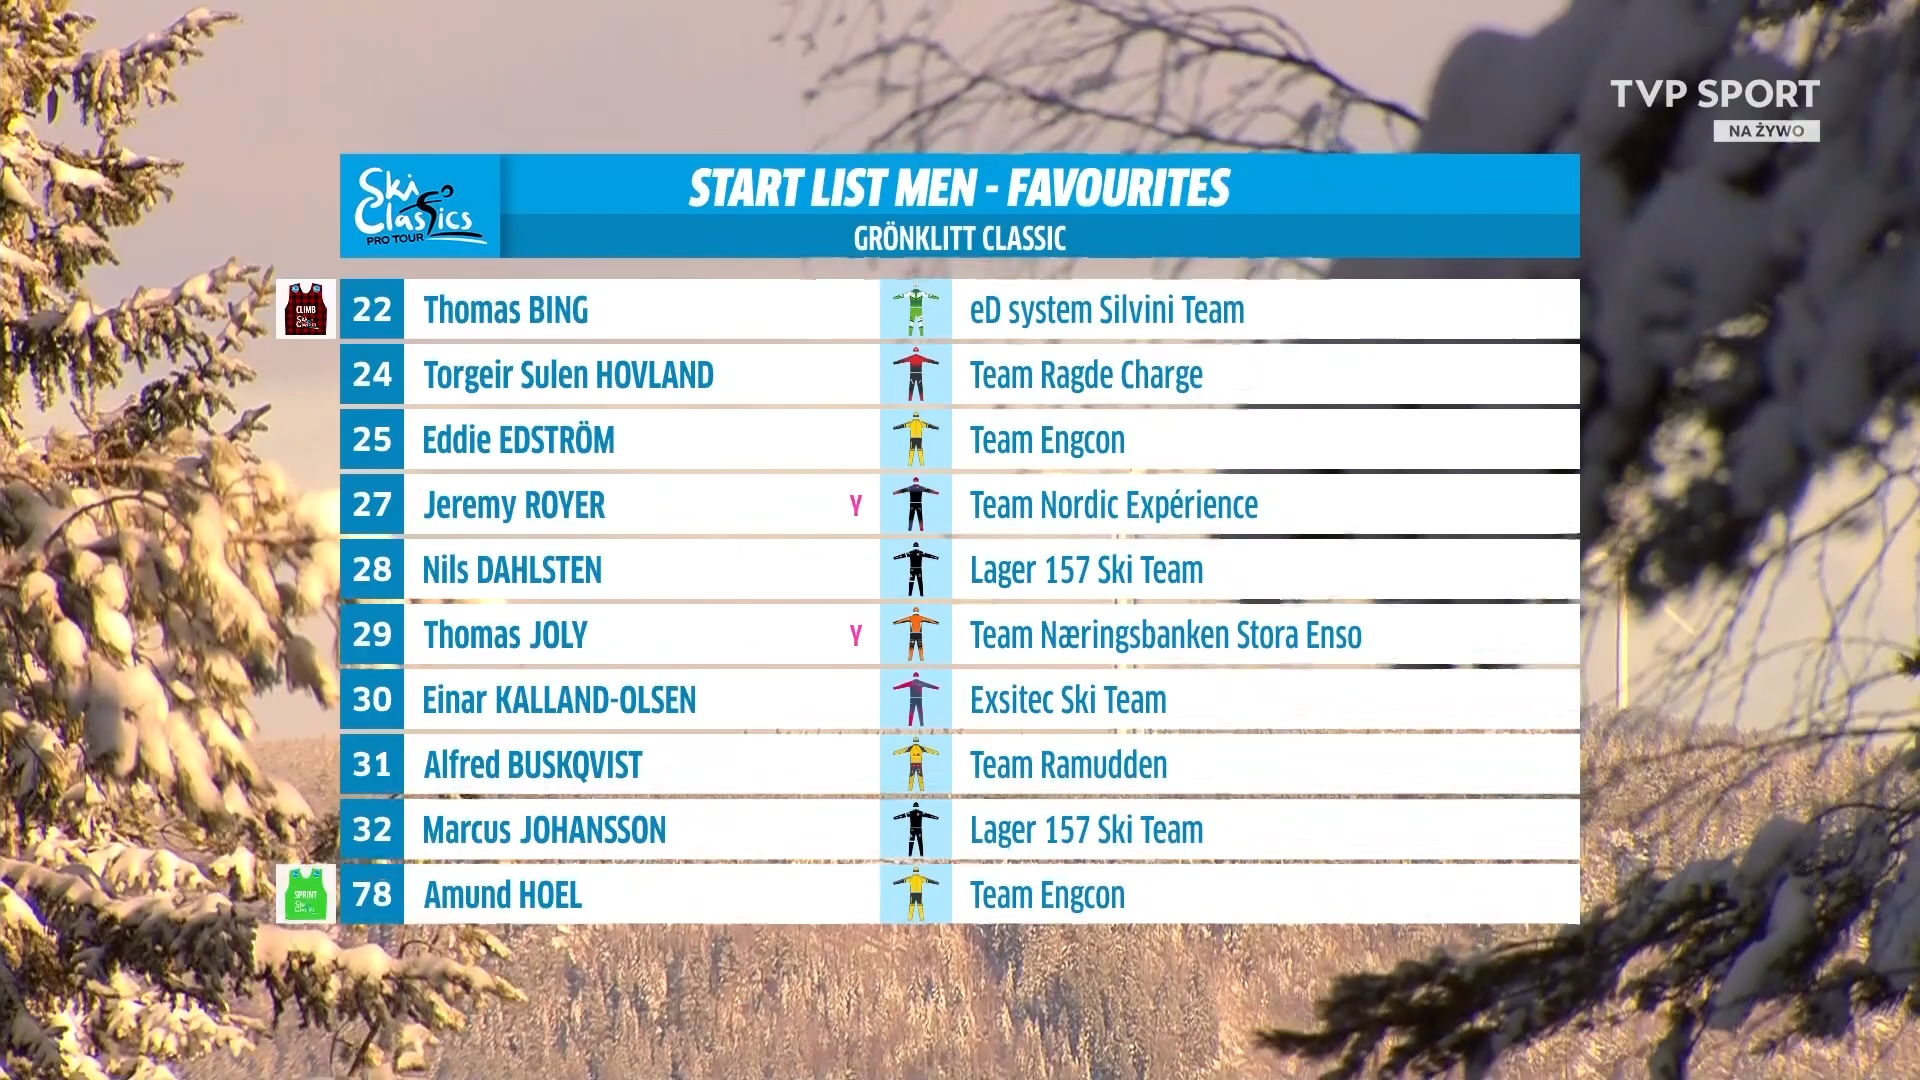 TVP SPORT
NA ŻYWO
Ski Classics
PRO TOUR
START LIST MEN - FAVOURITES
GRÖNKLITT CLASSIC
CLIMB
22 Thomas BING eD system Silvini Team
24 Torgeir Sulen HOVLAND Team Ragde Charge
25 Eddie EDSTRÖM Team Engcon
27 Jeremy ROYER Y Team Nordic Expérience
28 Nils DAHLSTEN Lager 157 Ski Team
29 Thomas JOLY Y Team Næringsbanken Stora Enso
30 Einar KALLAND-OLSEN Exsitec Ski Team
31 Alfred BUSKQVIST Team Ramudden
32 Marcus JOHANSSON Lager 157 Ski Team
SPRINT
78 Amund HOEL Team Engcon